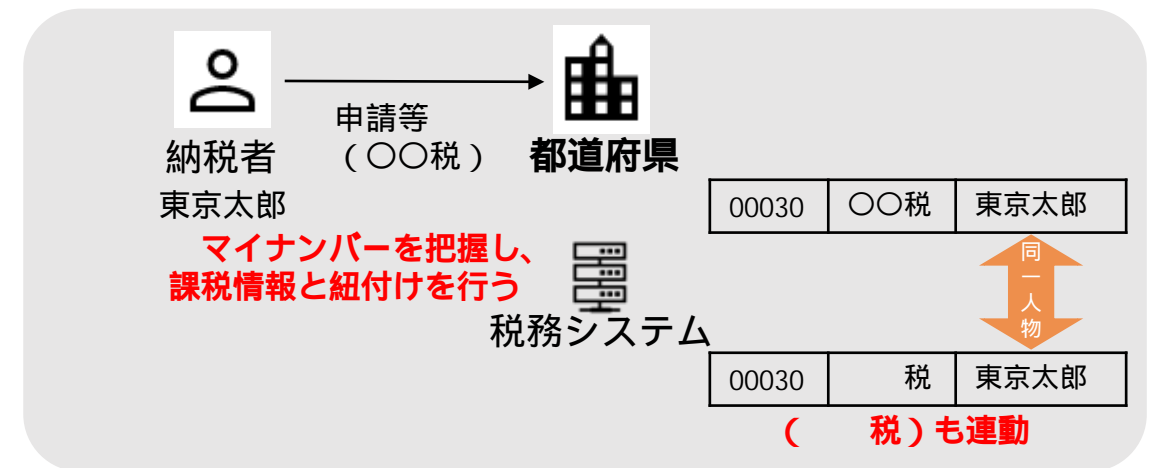 申請等
(〇〇税)
納税者
都道府県
東京太郎
マイナンバーを把握し、
課税情報と紐付けを行う
税務システム
00030 〇〇税 東京太郎
同一人物
00030 税 東京太郎
( 税)も連動